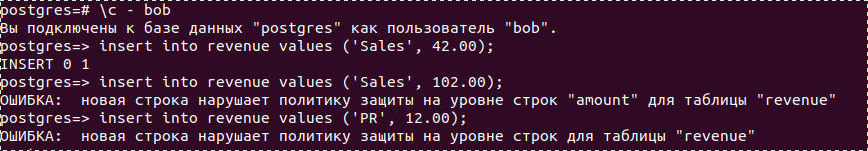 postgres=# \c - bob
Вы подключены к базе данных "postgres" как пользователь "bob".
postgres=> insert into revenue values ('Sales', 42.00);
INSERT 0 1
postgres=> insert into revenue values ('Sales', 102.00);
ОШИБКА:  новая строка нарушает политику защиты на уровне строк "amount" для таблицы "revenue"
postgres=> insert into revenue values ('PR', 12.00);
ОШИБКА:  новая строка нарушает политику защиты на уровне строк для таблицы "revenue"